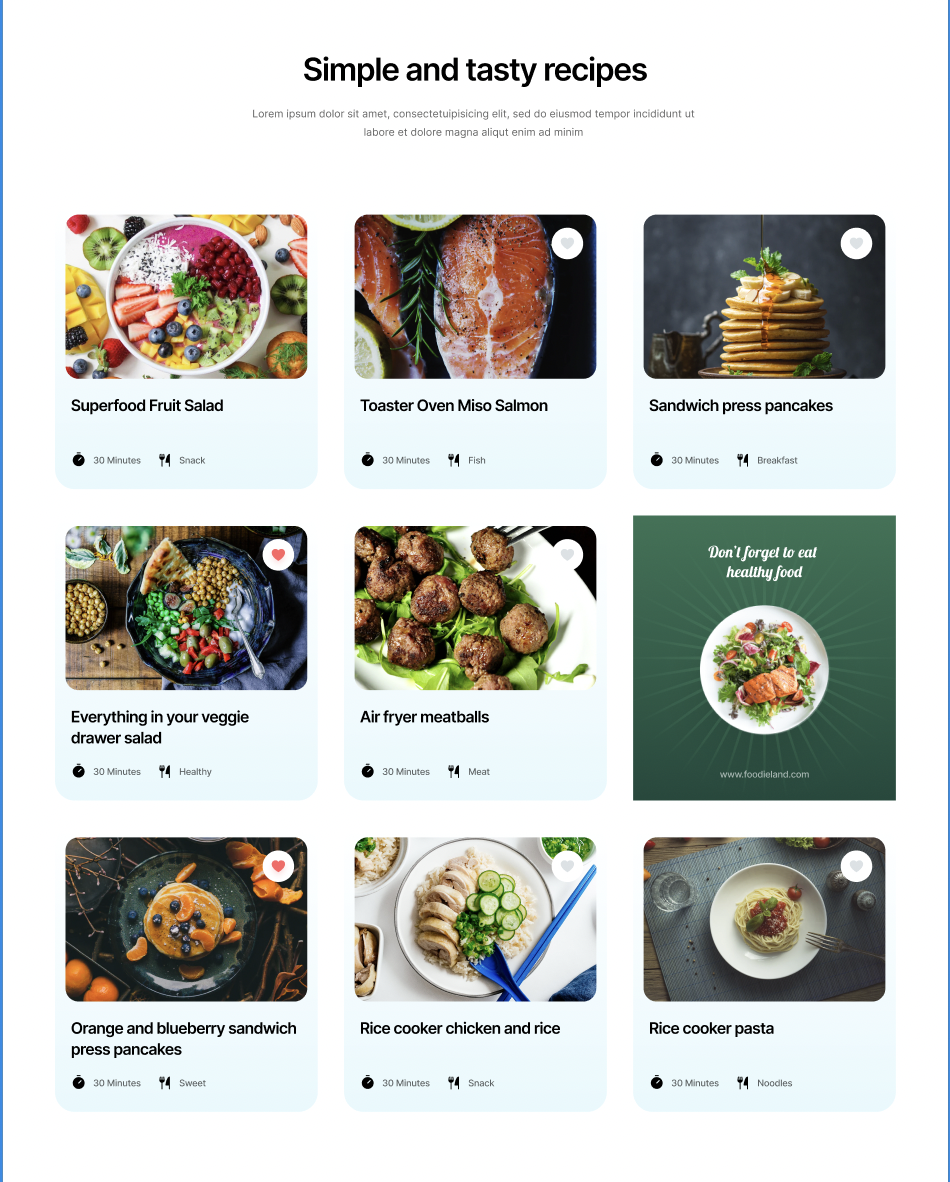 Simple and tasty recipes
Lorem ipsum dolor sit amet, consectetuipisicing elit, sed do eiusmod tempor incididunt ut
labore et dolore magna aliqut enim ad minim
Superfood Fruit Salad
30 Minutes
Snack
Toaster Oven Miso Salmon
30 Minutes
Fish
Sandwich press pancakes
30 Minutes
Breakfast
Everything in your veggie
drawer salad
30 Minutes
Healthy
Air fryer meatballs
30 Minutes
Meat
Don't forget to eat
healthy food
www.foodieland.com
Orange and blueberry sandwich
press pancakes
30 Minutes
Sweet
Rice cooker chicken and rice
30 Minutes
Snack
Rice cooker pasta
30 Minutes
Noodles